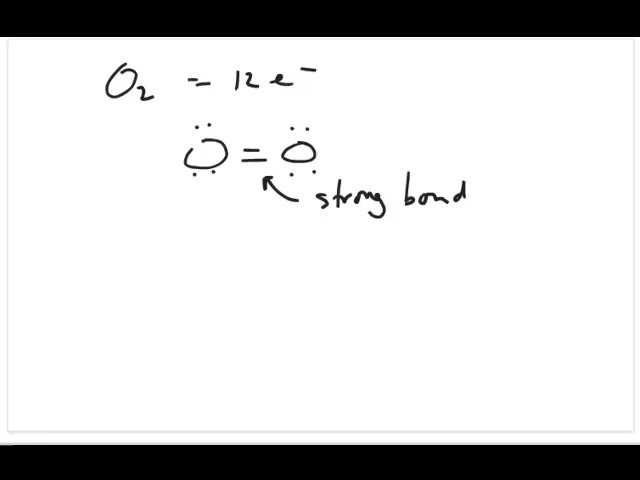 O₂ = 12 e⁻
Ö = Ö
strong bond